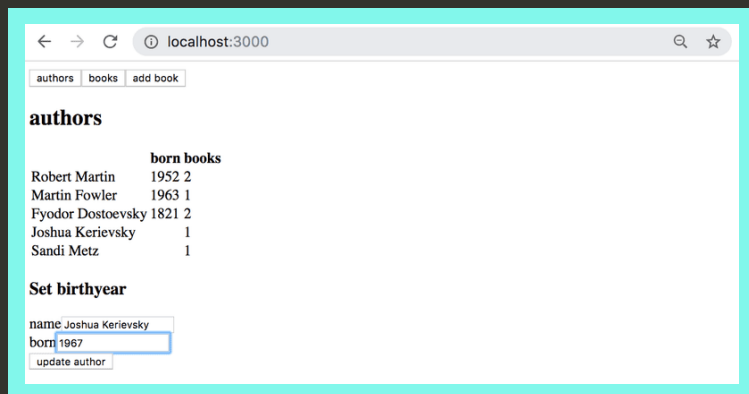 localhost:3000
authors books add book
authors
born books
Robert Martin 1952 2
Martin Fowler 1963 1
Fyodor Dostoevsky 1821 2
Joshua Kerievsky 1
Sandi Metz 1
Set birthyear
name Joshua Kerievsky
born 1967
update author